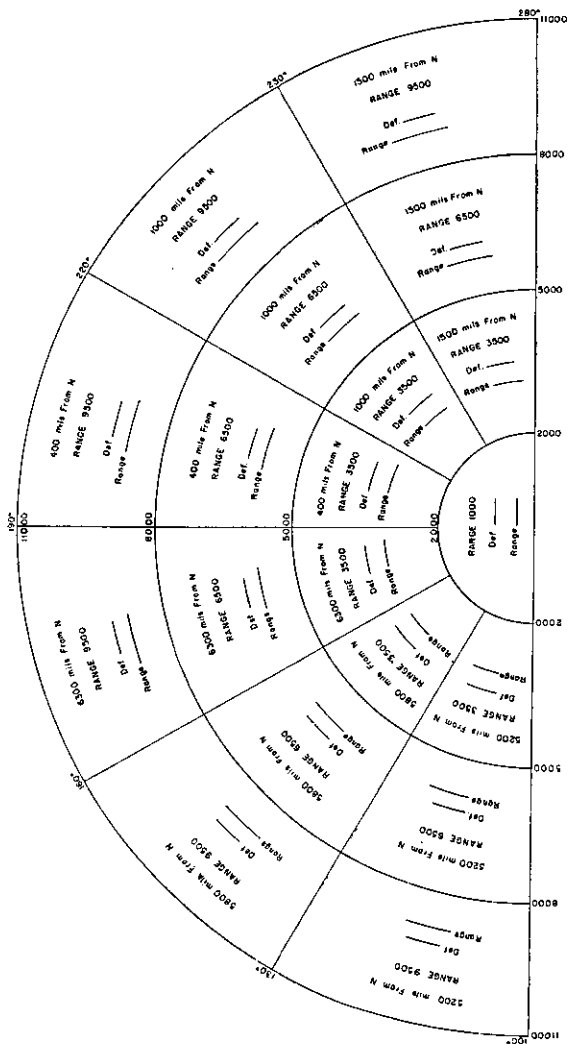 280°
11000
1500 mils From N
RANGE 9500
Def.
Range
250°
8000
1500 mils From N
RANGE 6500
Def.
Range
1000 mils From N
RANGE 9500
Def.
Range
220°
5000
1500 mils From N
RANGE 3500
Def.
Range
1000 mils From N
RANGE 6500
Def
Range
1000 mils From N
RANGE 3500
Def.
Range
2000
400 mils From N
RANGE 9500
Def
Range
400 mils From N
RANGE 6500
Def
Range
400 mils From N
RANGE 3500
Def
Range
190°
11000
8000
5000
2000
RANGE 1000
Def
Range
6300 mils From N
RANGE 9500
Def
Range
6300 mils From N
RANGE 6500
Def
Range
6300 mils From N
RANGE 3500
Def
Range
2000
5800 mils From N
RANGE 3500
Def
Range
5200 mils From N
RANGE 3500
Def
Range
5000
160°
5800 mils From N
RANGE 6500
Def
Range
5200 mils From N
RANGE 6500
Def
Range
8000
5800 mils From N
RANGE 9500
Def
Range
130°
5200 mils From N
RANGE 9500
Def
Range
11000
100°